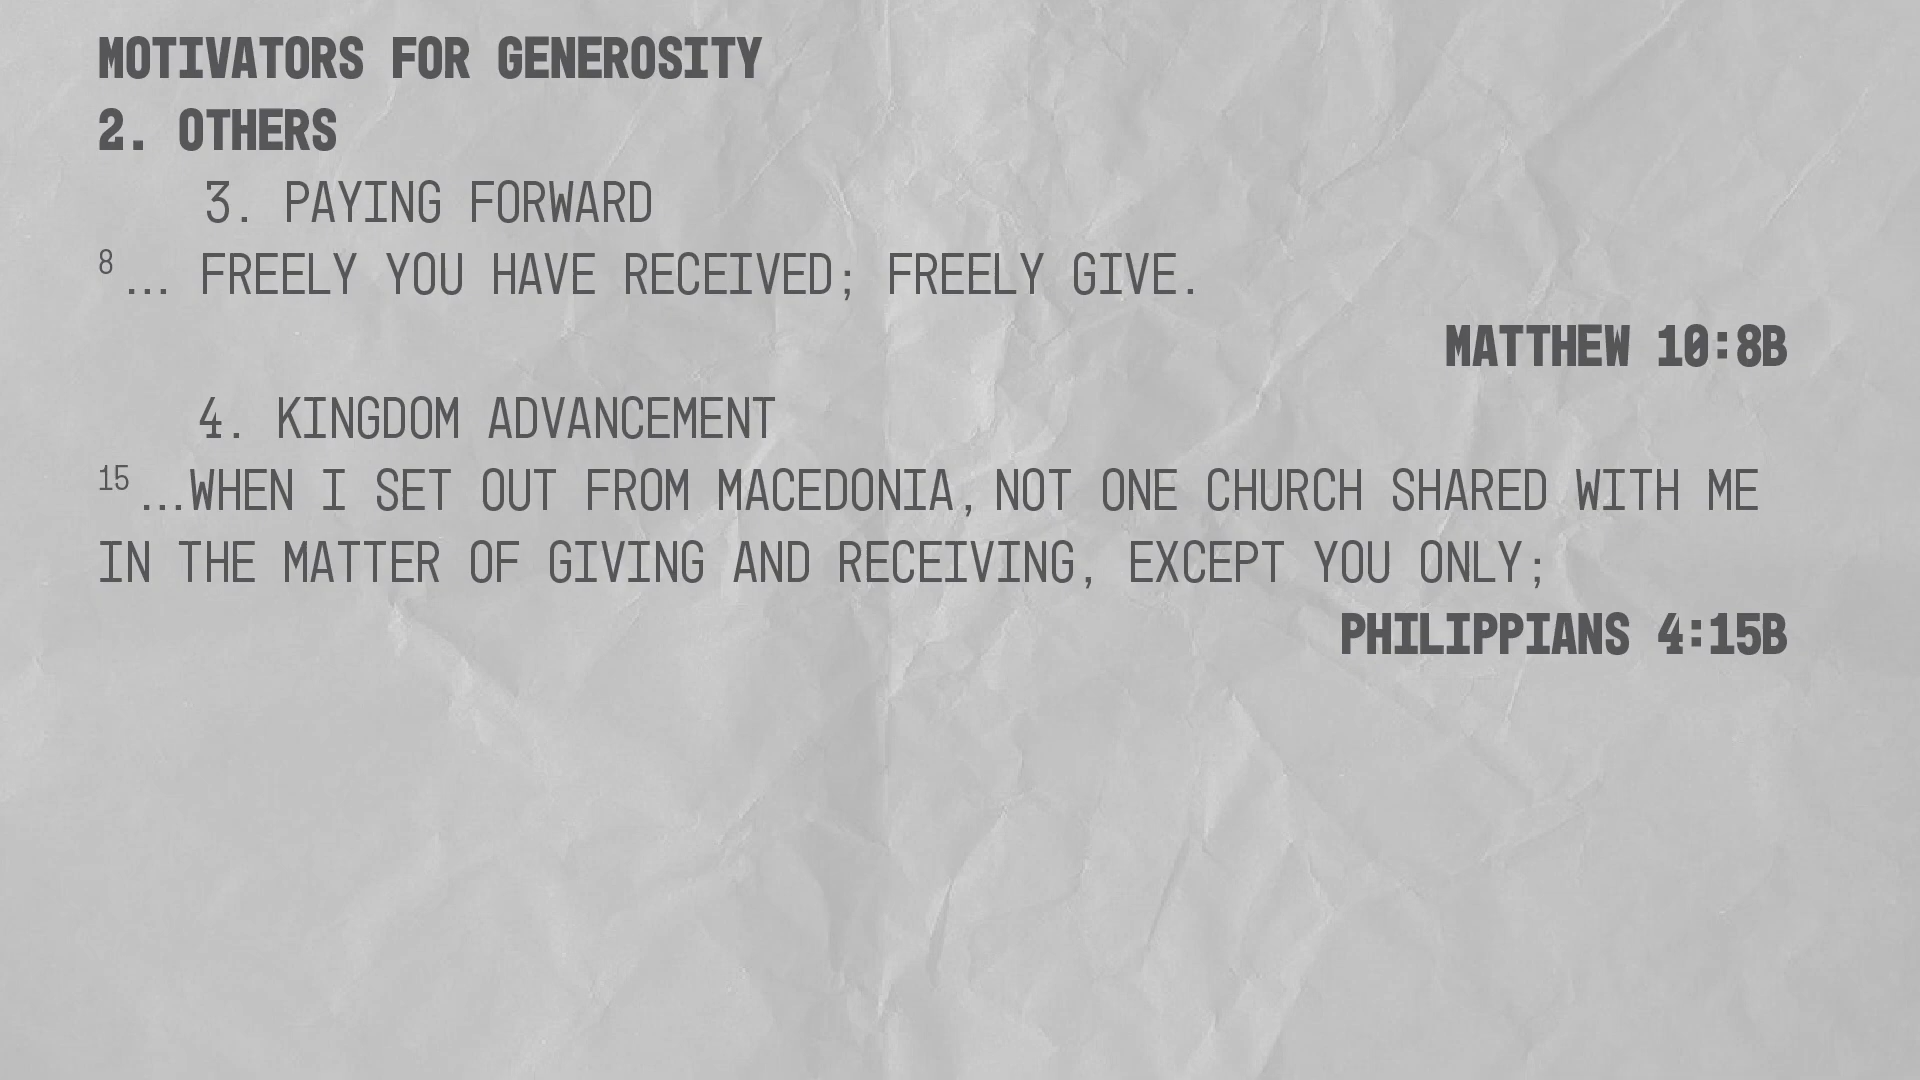 MOTIVATORS FOR GENEROSITY
2. OTHERS
3. PAYING FORWARD
8... FREELY YOU HAVE RECEIVED; FREELY GIVE.
MATTHEW 10:8B
4. KINGDOM ADVANCEMENT
15...WHEN I SET OUT FROM MACEDONIA, NOT ONE CHURCH SHARED WITH ME
IN THE MATTER OF GIVING AND RECEIVING, EXCEPT YOU ONLY;
PHILIPPIANS 4:15B